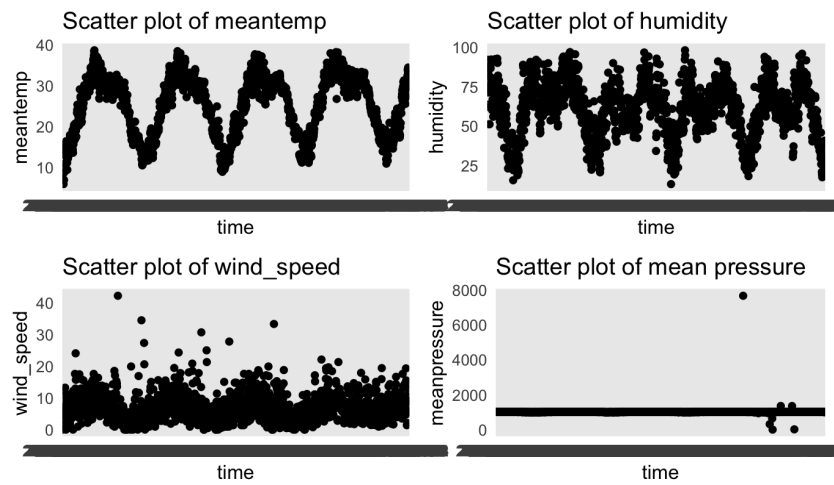 Scatter plot of meantemp
40
30
20
10
meantemp
time
Scatter plot of humidity
100
75
50
25
humidity
time
Scatter plot of wind_speed
40
30
20
10
0
wind_speed
time
Scatter plot of mean pressure
8000
6000
4000
2000
0
meanpressure
time